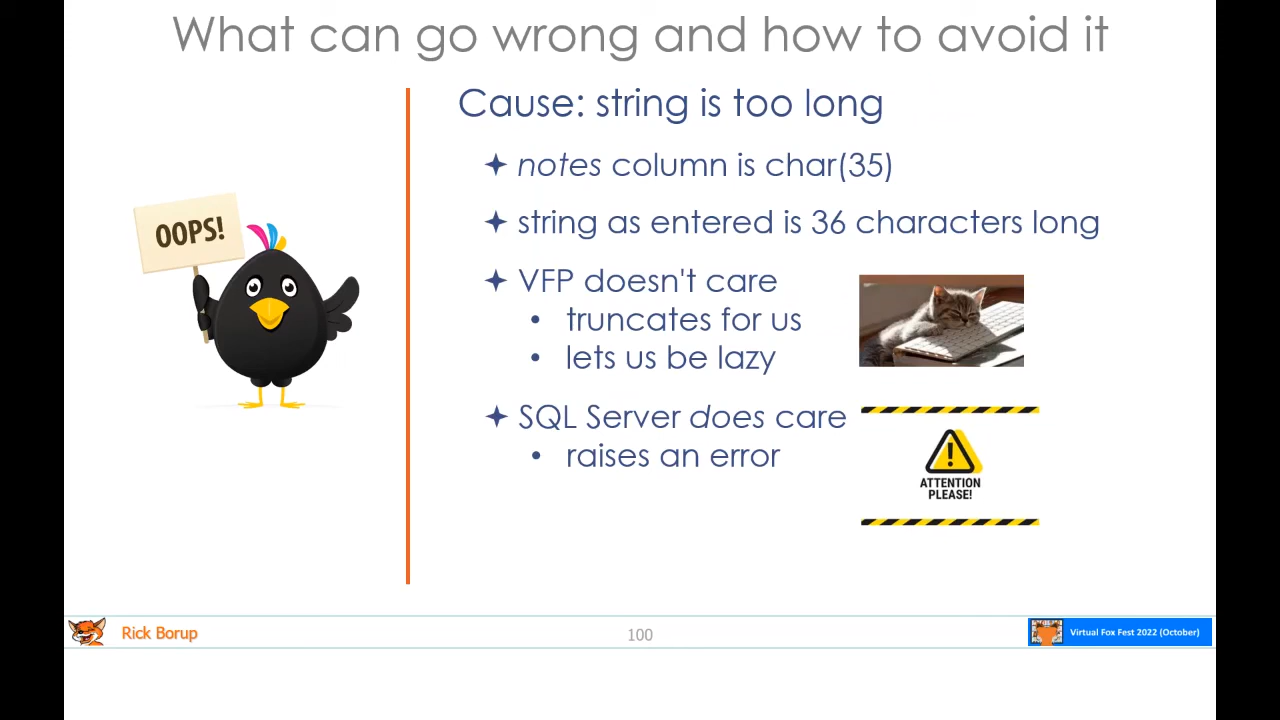 What can go wrong and how to avoid it
Cause: string is too long
notes column is char(35)
string as entered is 36 characters long
VFP doesn't care
• truncates for us
• lets us be lazy
SQL Server does care
• raises an error
OOPS!
ATTENTION
PLEASE!
Rick Borup
100
Virtual Fox Fest 2022 (October)